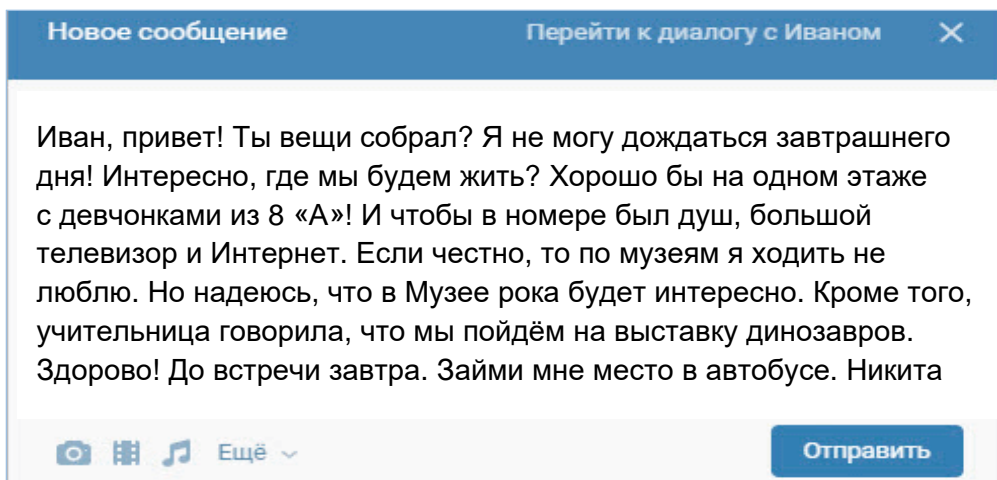 Новое сообщение Перейти к диалогу с Иваном
Иван, привет! Ты вещи собрал? Я не могу дождаться завтрашнего
дня! Интересно, где мы будем жить? Хорошо бы на одном этаже
с девчонками из 8 «А»! И чтобы в номере был душ, большой
телевизор и Интернет. Если честно, то по музеям я ходить не
люблю. Но надеюсь, что в Музее рока будет интересно. Кроме того,
учительница говорила, что мы пойдём на выставку динозавров.
Здорово! До встречи завтра. Займи мне место в автобусе. Никита
Ещё Отправить